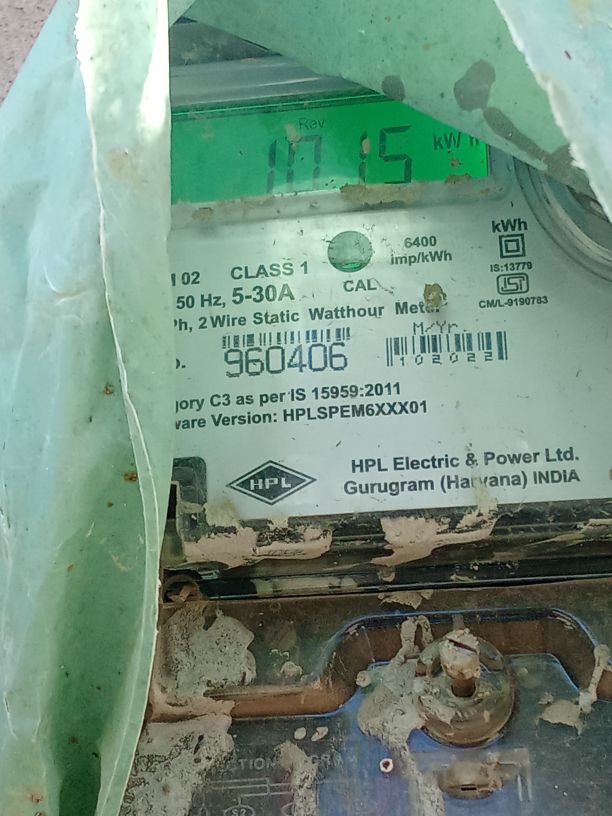 Rev
1015 kW h
6400
imp/kWh
kWh
IS:13779
CM/L-9190783
02 CLASS 1
CAL
50 Hz, 5-30A
Ph, 2 Wire Static Watthour Meter
M/Yr.
960406
102022
gory C3 as per IS 15959:2011
ware Version: HPLSPEM6XXX01
HPL
HPL Electric & Power Ltd.
Gurugram (Haryana) INDIA